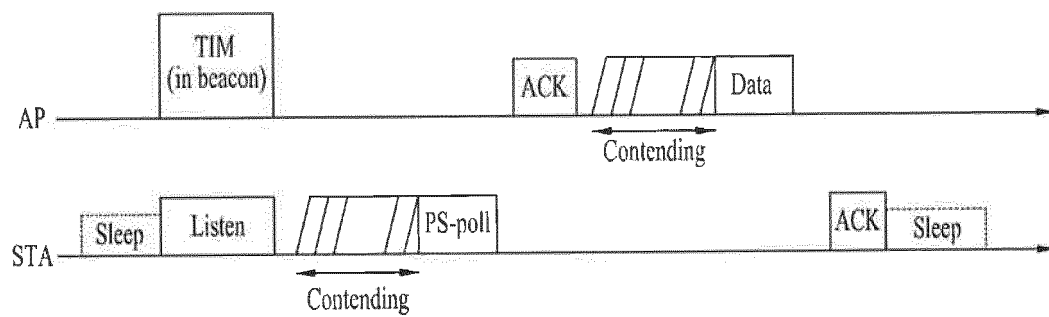 TIM
(in beacon)
AP
ACK
Data
Contending
STA
Sleep
Listen
PS-poll
Contending
ACK
Sleep